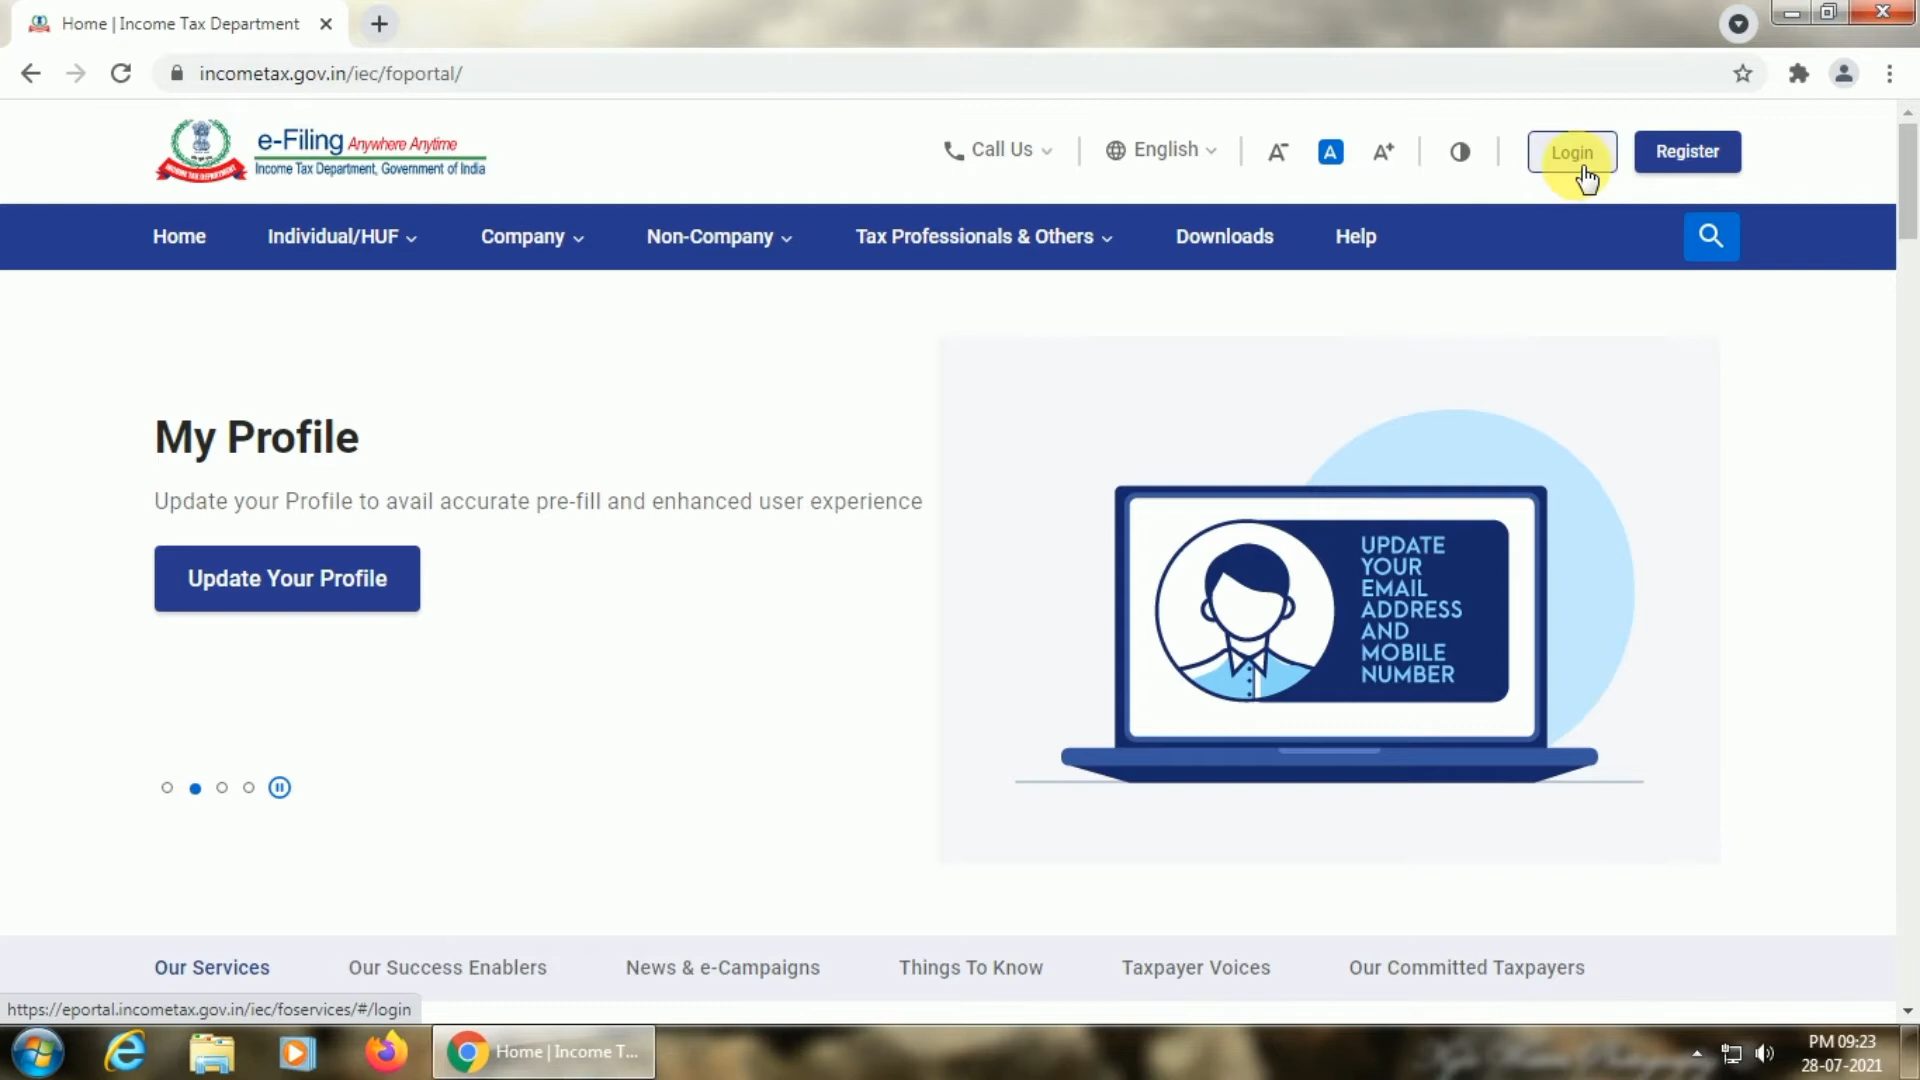 Home | Income Tax Department
incometax.gov.in/iec/foportal/
e-Filing Anywhere Anytime
Income Tax Department, Government of India
Call Us
English
A-
A
A+
Login
Register
Home
Individual/HUF
Company
Non-Company
Tax Professionals & Others
Downloads
Help
My Profile
Update your Profile to avail accurate pre-fill and enhanced user experience
Update Your Profile
UPDATE
YOUR
EMAIL
ADDRESS
AND
MOBILE
NUMBER
Our Services
Our Success Enablers
News & e-Campaigns
Things To Know
Taxpayer Voices
Our Committed Taxpayers
https://eportal.incometax.gov.in/iec/foservices/#/login
Home | Income T...
PM 09:23
28-07-2021